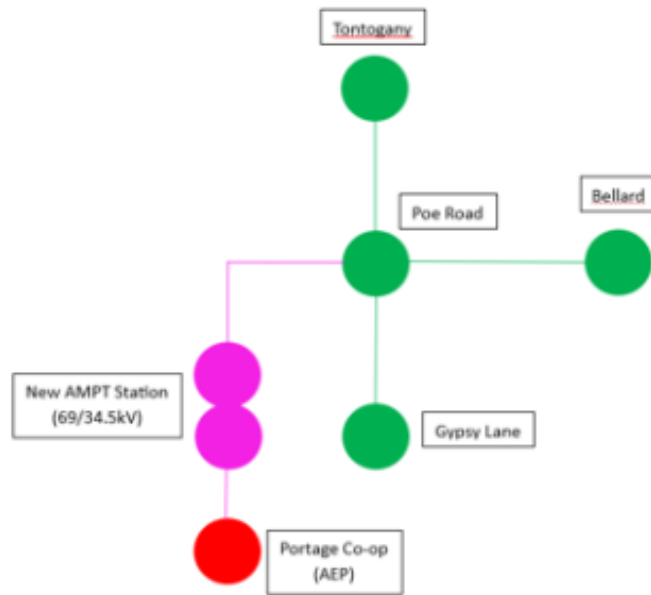 Tontogany
Bellard
Poe Road
New AMPT Station
(69/34.5kV)
Gypsy Lane
Portage Co-op
(AEP)